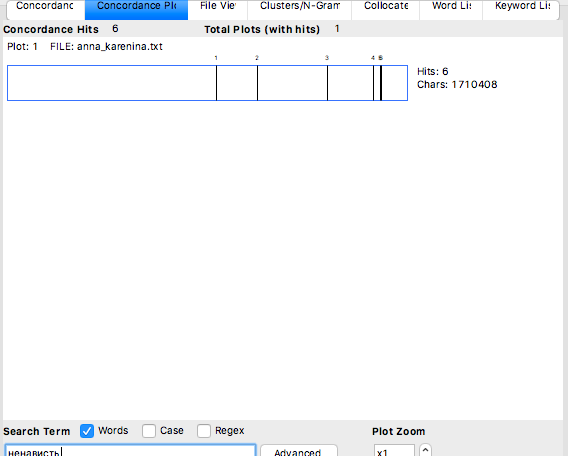 Concordanc Concordance Plo File Viev Clusters/N-Gram Collocate Word Lis Keyword Lis
Concordance Hits 6 Total Plots (with hits) 1
Plot: 1 FILE: anna_karenina.txt
1 2 3 4
Hits: 6
Chars: 1710408
Search Term Words Case Regex Plot Zoom
ненависть Advanced x1